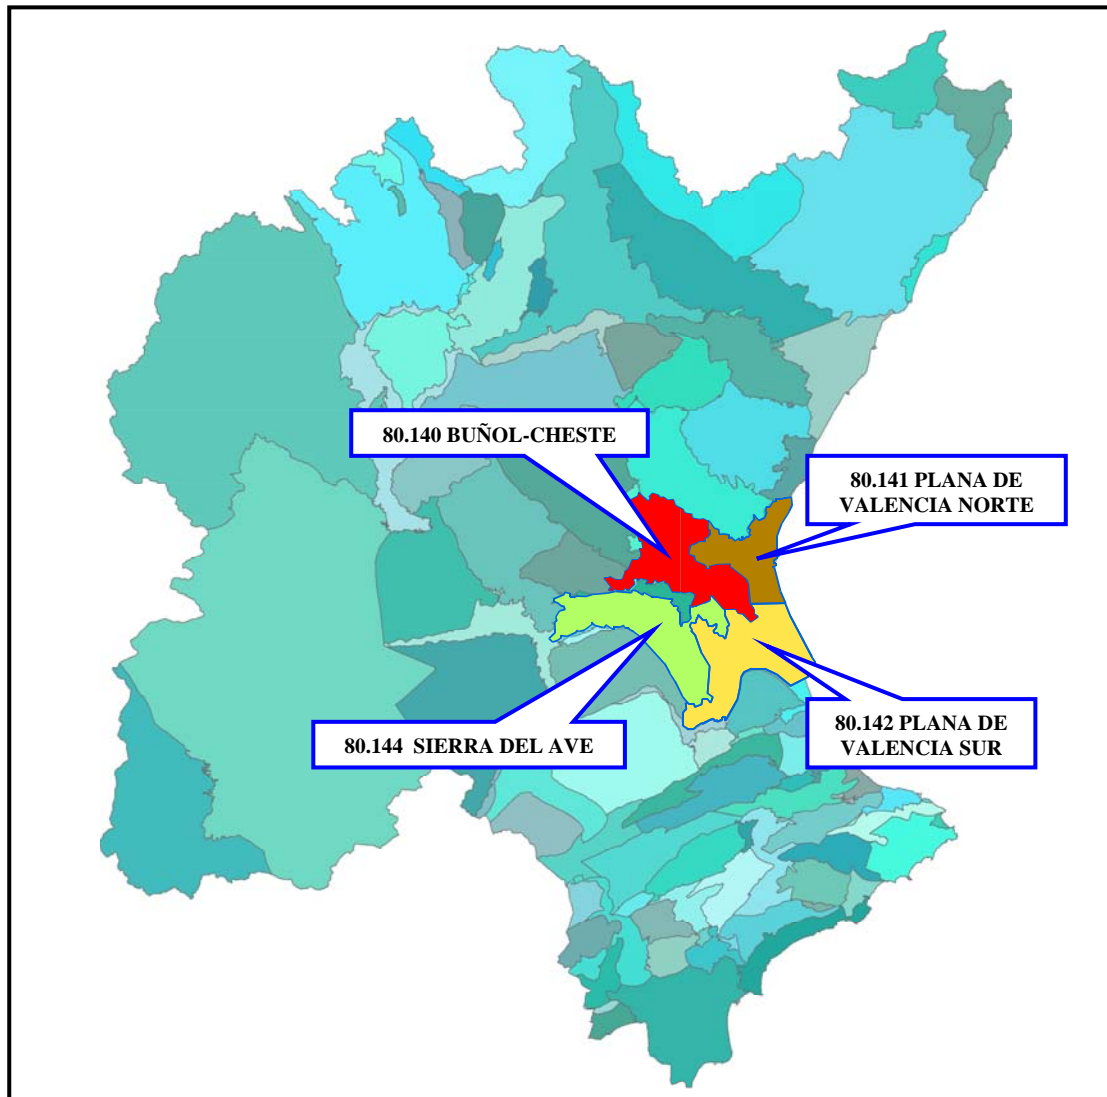 80.140 BUÑOL-CHESTE
80.141 PLANA DE
VALENCIA NORTE
80.144 SIERRA DEL AVE
80.142 PLANA DE
VALENCIA SUR